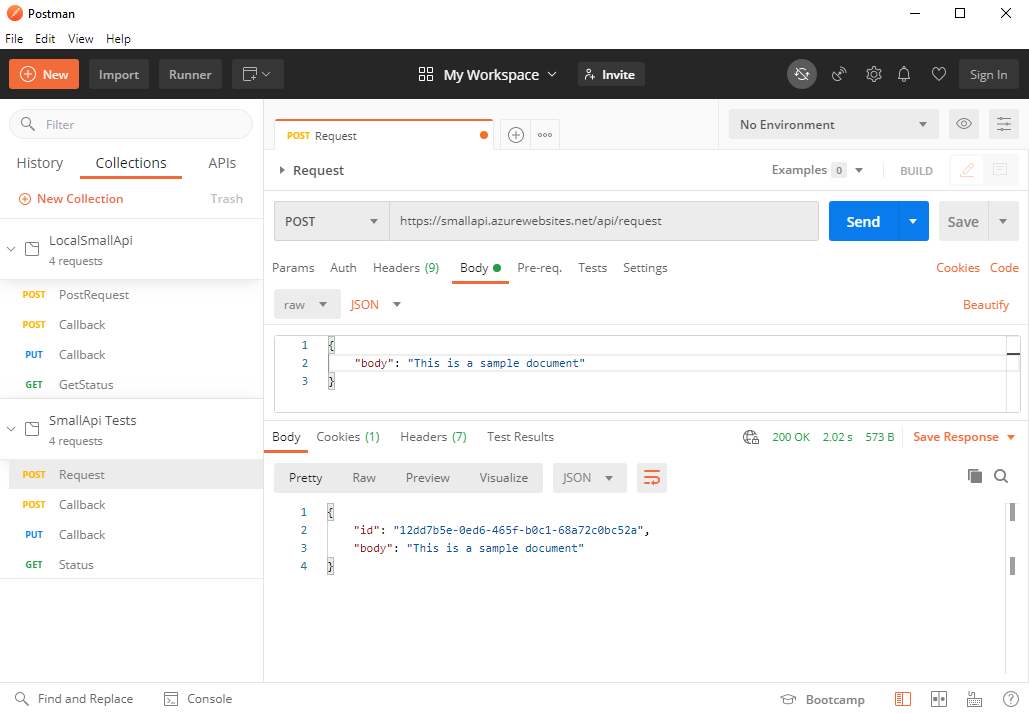 Postman
File Edit View Help
New Import Runner My Workspace Invite Sign In
Filter
History Collections APIs
New Collection Trash
LocalSmallApi
4 requests
POST PostRequest
POST Callback
PUT Callback
GET GetStatus
SmallApi Tests
4 requests
POST Request
POST Callback
PUT Callback
GET Status
POST Request
No Environment
Request
Examples 0 BUILD
POST https://smallapi.azurewebsites.net/api/request Send Save
Params Auth Headers (9) Body Pre-req. Tests Settings Cookies Code
raw JSON Beautify
1 {
2 "body": "This is a sample document"
3 }
Body Cookies (1) Headers (7) Test Results 200 OK 2.02 s 573 B Save Response
Pretty Raw Preview Visualize JSON
1 {
2 "id": "12dd7b5e-0ed6-465f-b0c1-68a72c0bc52a",
3 "body": "This is a sample document"
4 }
Find and Replace Console Bootcamp